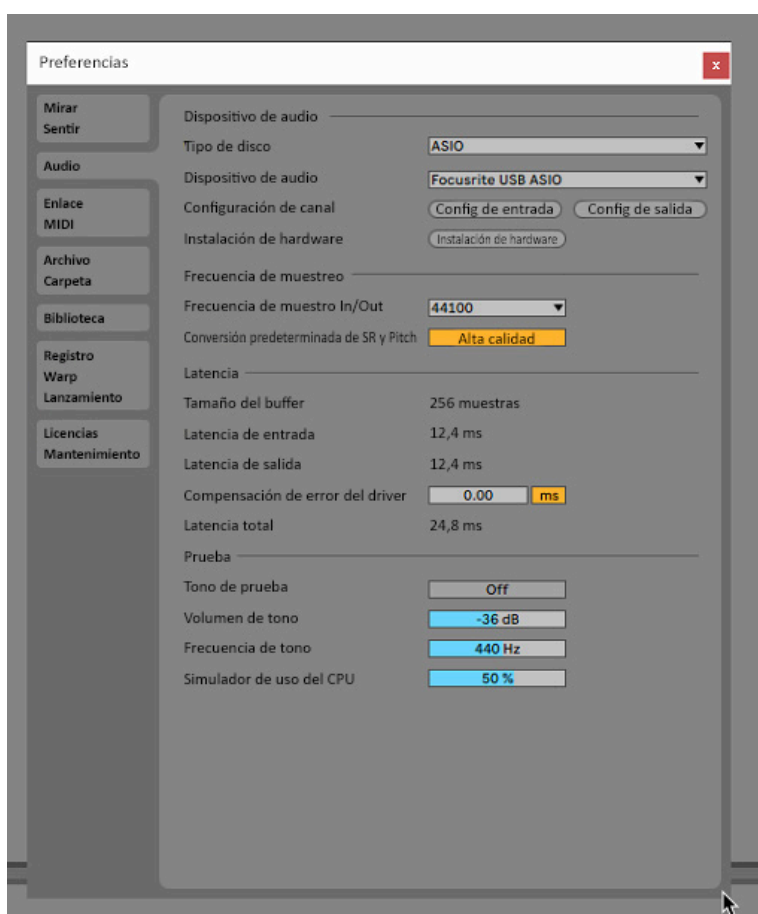 Preferencias
x
Mirar
Sentir
Audio
Enlace
MIDI
Archivo
Carpeta
Biblioteca
Registro
Warp
Lanzamiento
Licencias
Mantenimiento
Dispositivo de audio
Tipo de disco ASIO
Dispositivo de audio Focusrite USB ASIO
Configuración de canal Config de entrada Config de salida
Instalación de hardware Instalación de hardware
Frecuencia de muestreo
Frecuencia de muestro In/Out 44100
Conversión predeterminada de SR y Pitch Alta calidad
Latencia
Tamaño del buffer 256 muestras
Latencia de entrada 12,4 ms
Latencia de salida 12,4 ms
Compensación de error del driver 0.00 ms
Latencia total 24,8 ms
Prueba
Tono de prueba Off
Volumen de tono -36 dB
Frecuencia de tono 440 Hz
Simulador de uso del CPU 50 %